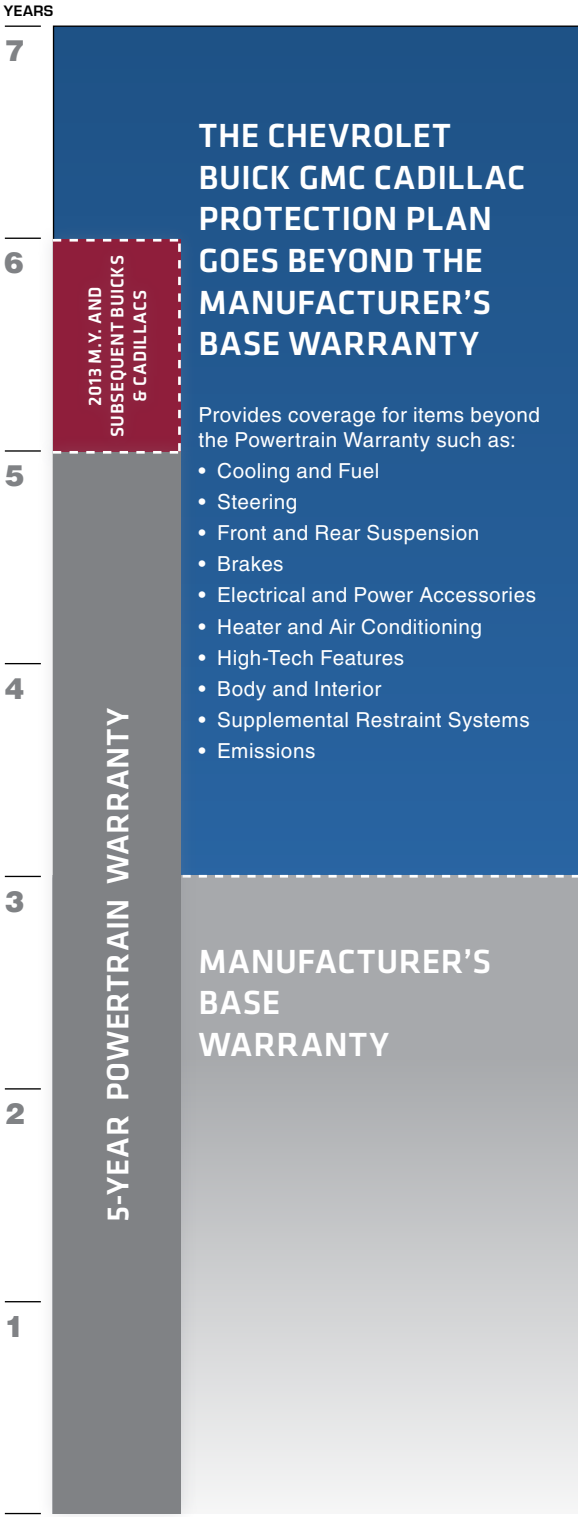 YEARS
7
THE CHEVROLET
BUICK GMC CADILLAC
PROTECTION PLAN
GOES BEYOND THE
MANUFACTURER'S
BASE WARRANTY
6
2013 M.Y. AND
SUBSEQUENT BUICKS
& CADILLACS
Provides coverage for items beyond
the Powertrain Warranty such as:
• Cooling and Fuel
• Steering
• Front and Rear Suspension
• Brakes
• Electrical and Power Accessories
• Heater and Air Conditioning
• High-Tech Features
• Body and Interior
• Supplemental Restraint Systems
• Emissions
5
4
5-YEAR POWERTRAIN WARRANTY
3
MANUFACTURER'S
BASE
WARRANTY
2
1